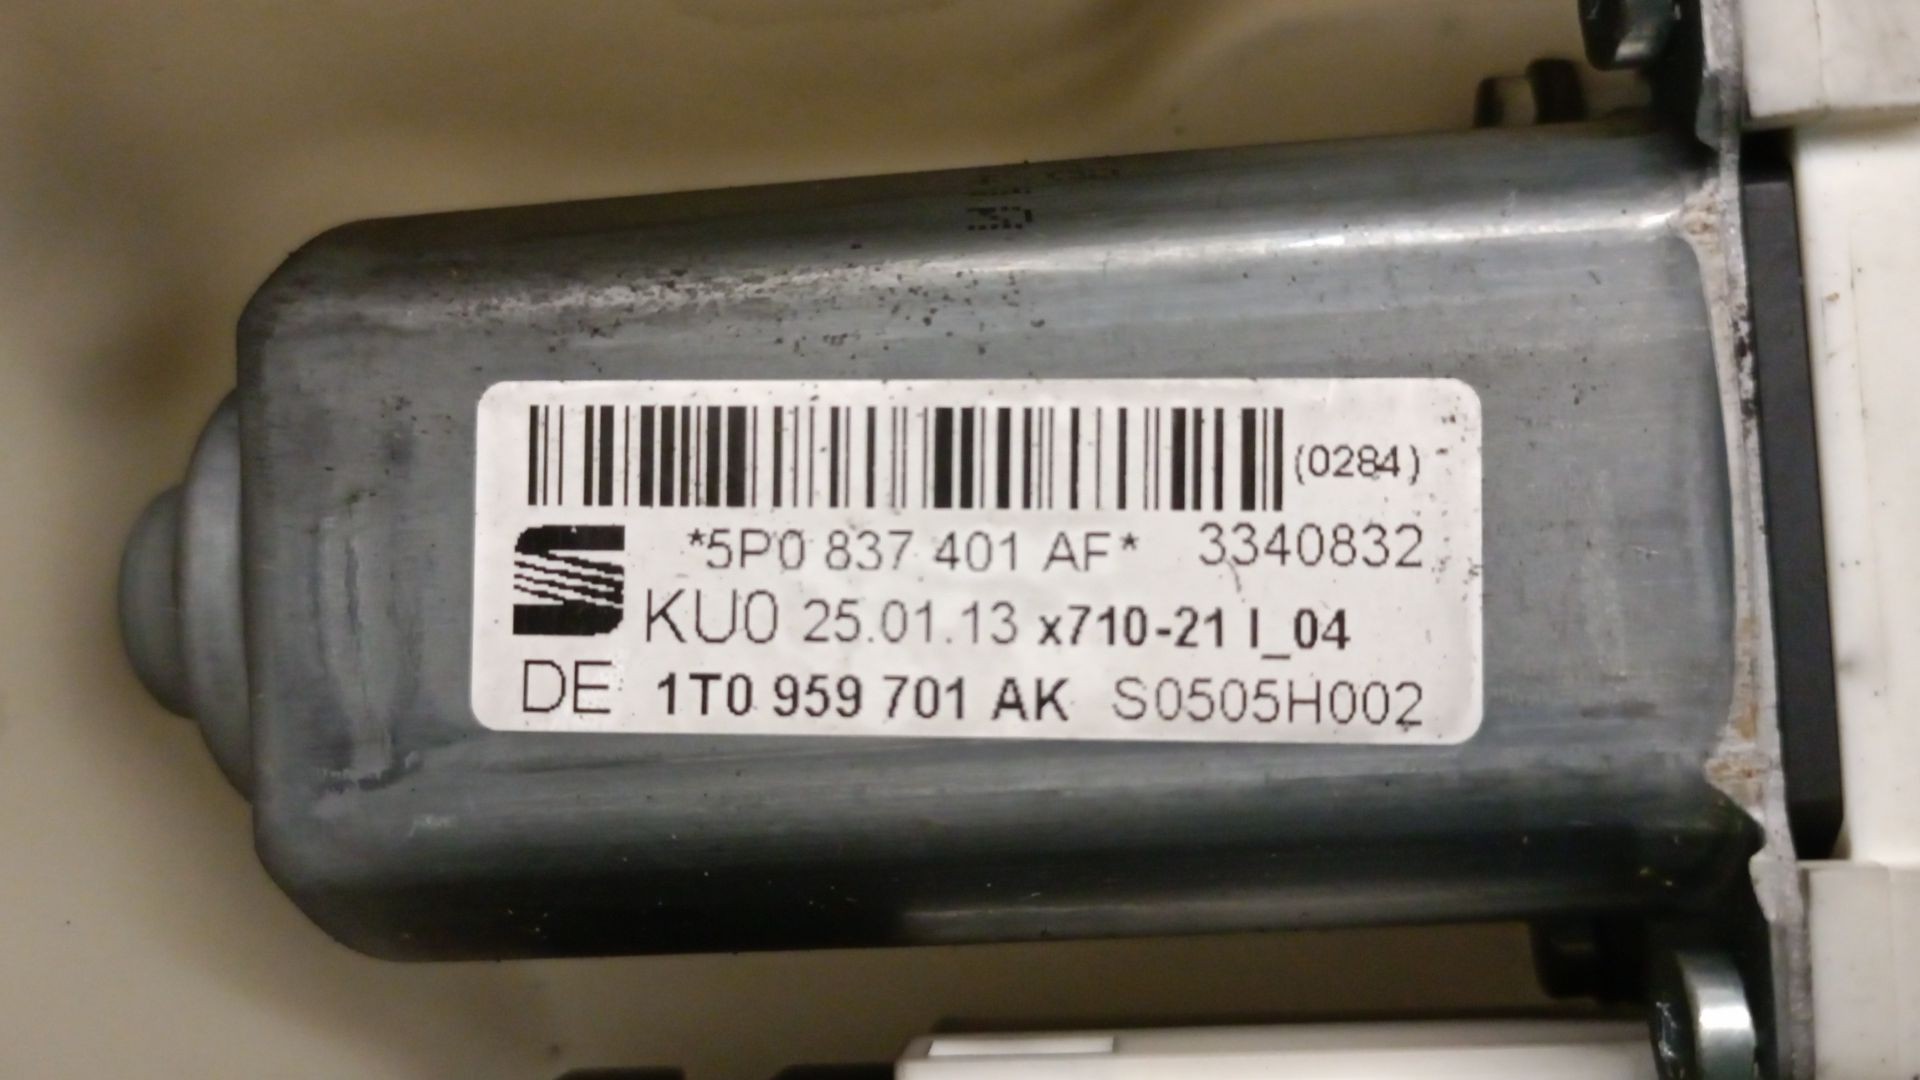 (0284)
*5P0 837 401 AF* 3340832
KU0 25.01.13 x710-21 I_04
DE 1T0 959 701 AK S0505H002